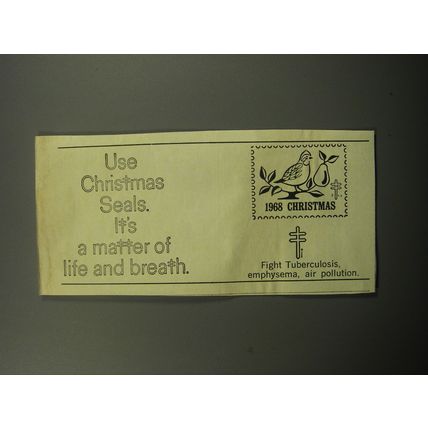 Use
Christmas
Seals.
It's
a matter of
life and breath.
1968 CHRISTMAS
Fight Tuberculosis,
emphysema, air pollution.